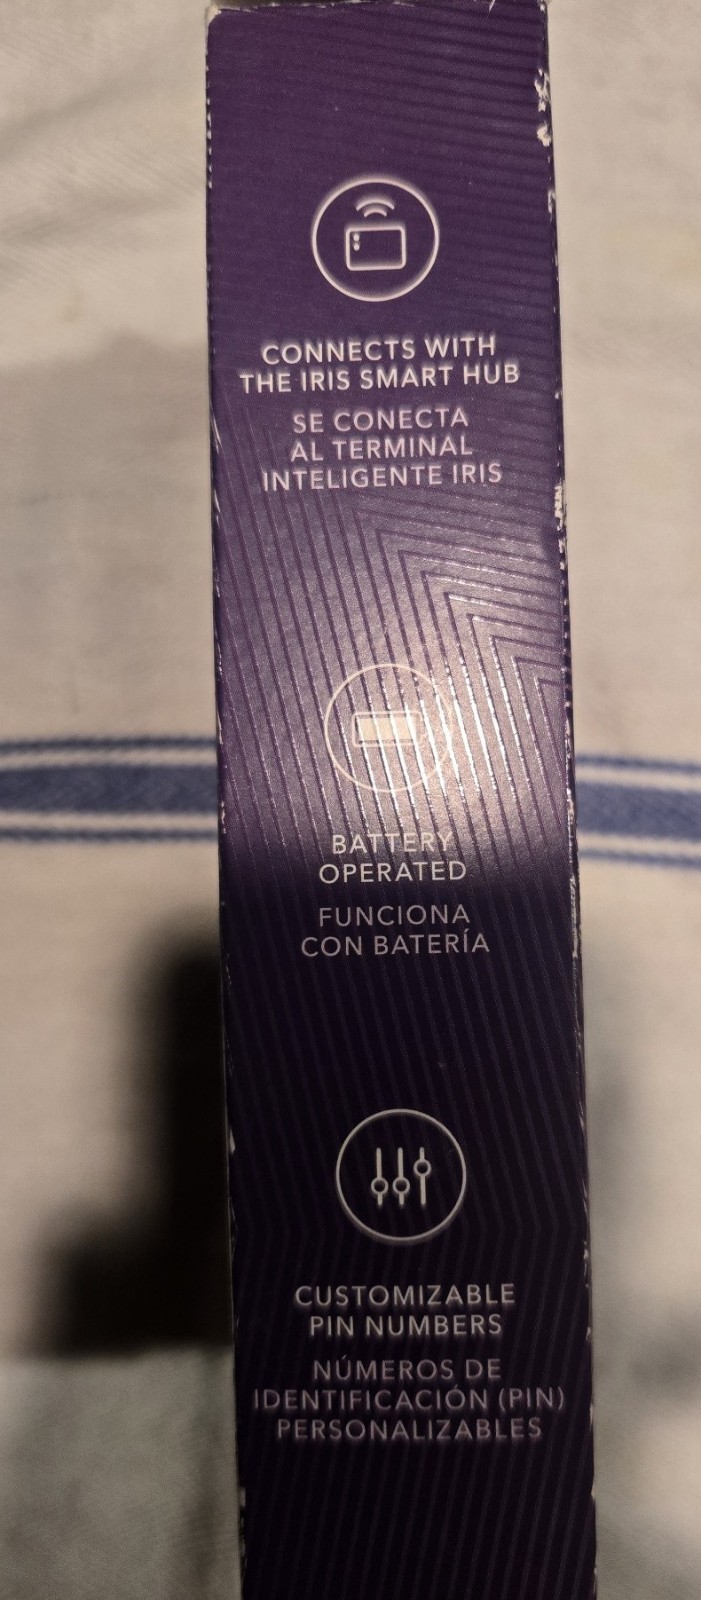 CONNECTS WITH
THE IRIS SMART HUB
SE CONECTA
AL TERMINAL
INTELIGENTE IRIS
BATTERY
OPERATED
FUNCIONA
CON BATERÍA
CUSTOMIZABLE
PIN NUMBERS
NÚMEROS DE
IDENTIFICACIÓN (PIN)
PERSONALIZABLES